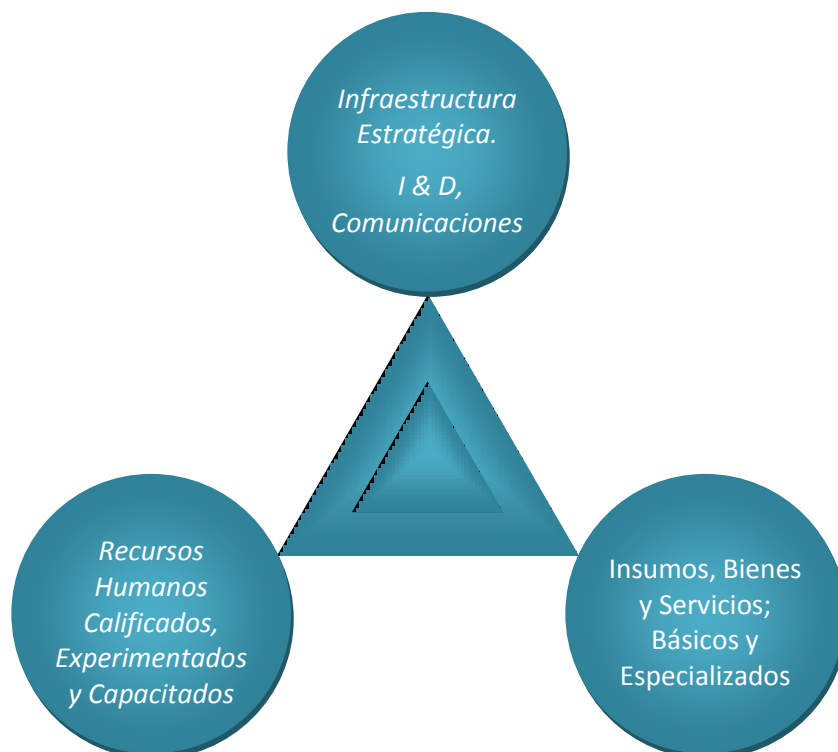 Infraestructura
Estratégica.
I & D,
Comunicaciones
Recursos
Humanos
Calificados,
Experimentados
y Capacitados
Insumos, Bienes
y Servicios;
Básicos y
Especializados